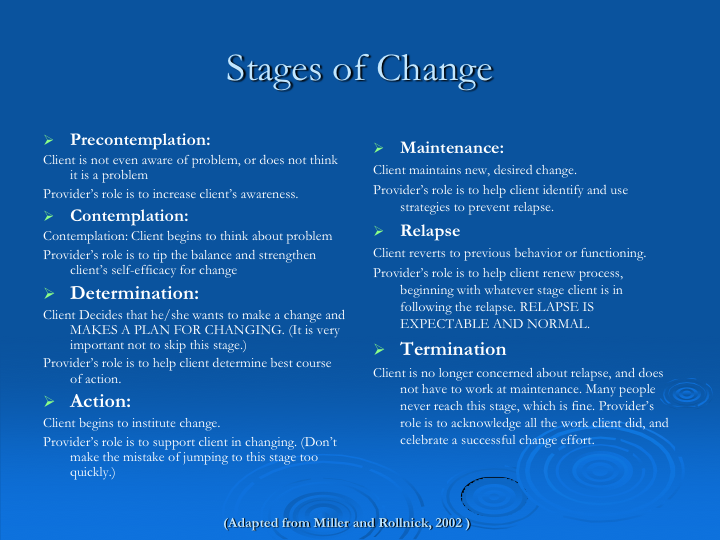 Stages of Change
Precontemplation:
Client is not even aware of problem, or does not think
it is a problem
Provider's role is to increase client's awareness.
Contemplation:
Contemplation: Client begins to think about problem
Provider's role is to tip the balance and strengthen
client's self-efficacy for change
Determination:
Client Decides that he/she wants to make a change and
MAKES A PLAN FOR CHANGING. (It is very
important not to skip this stage.)
Provider's role is to help client determine best course
of action.
Action:
Client begins to institute change.
Provider's role is to support client in changing. (Don't
make the mistake of jumping to this stage too
quickly.)
Maintenance:
Client maintains new, desired change.
Provider's role is to help client identify and use
strategies to prevent relapse.
Relapse
Client reverts to previous behavior or functioning.
Provider's role is to help client renew process,
beginning with whatever stage client is in
following the relapse. RELAPSE IS
EXPECTABLE AND NORMAL.
Termination
Client is no longer concerned about relapse, and does
not have to work at maintenance. Many people
never reach this stage, which is fine. Provider's
role is to acknowledge all the work client did, and
celebrate a successful change effort.
(Adapted from Miller and Rollnick, 2002 )